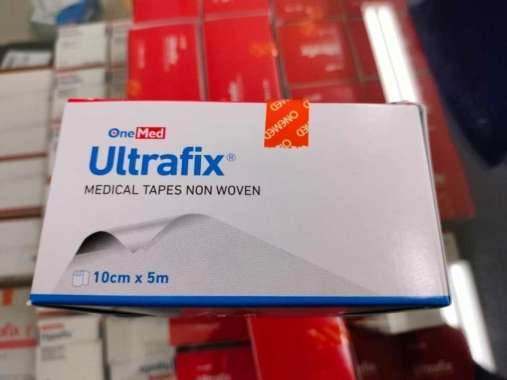 OneMed
Ultrafix®
MEDICAL TAPES NON WOVEN
10cm x 5m
ONEMED